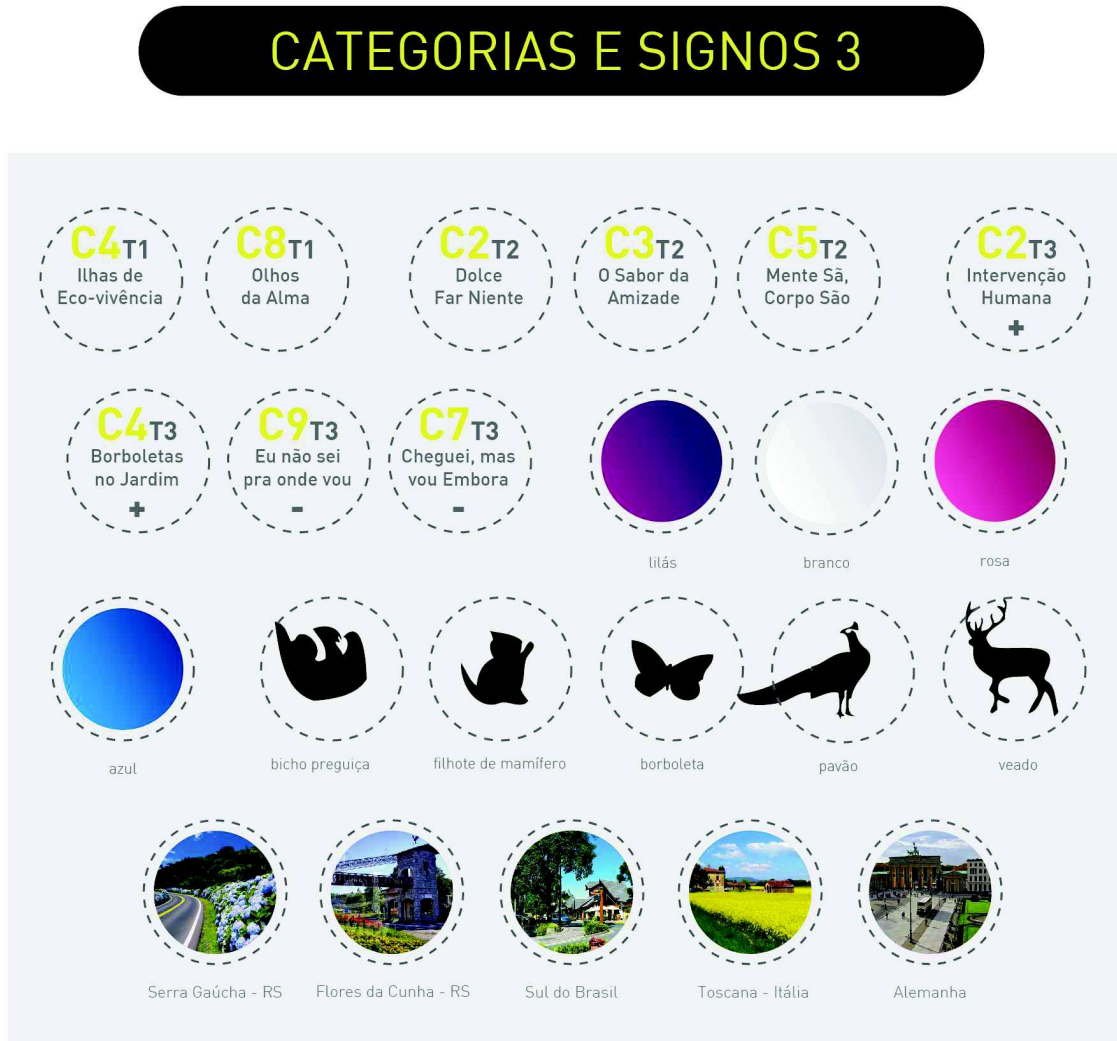 CATEGORIAS E SIGNOS 3
C4T1
Ilhas de
Eco-vivência
C8T1
Olhos
da Alma
C2T2
Dolce
Far Niente
C3T2
O Sabor da
Amizade
C5T2
Mente Sã,
Corpo São
C2T3
Intervenção
Humana
+
C4T3
Borboletas
no Jardim
+
C9T3
Eu não sei
pra onde vou
-
C7T3
Cheguei, mas
vou Embora
-
lilás
branco
rosa
azul
bicho preguiça
filhote de mamífero
borboleta
pavão
veado
Serra Gaúcha - RS
Flores da Cunha - RS
Sul do Brasil
Toscana - Itália
Alemanha